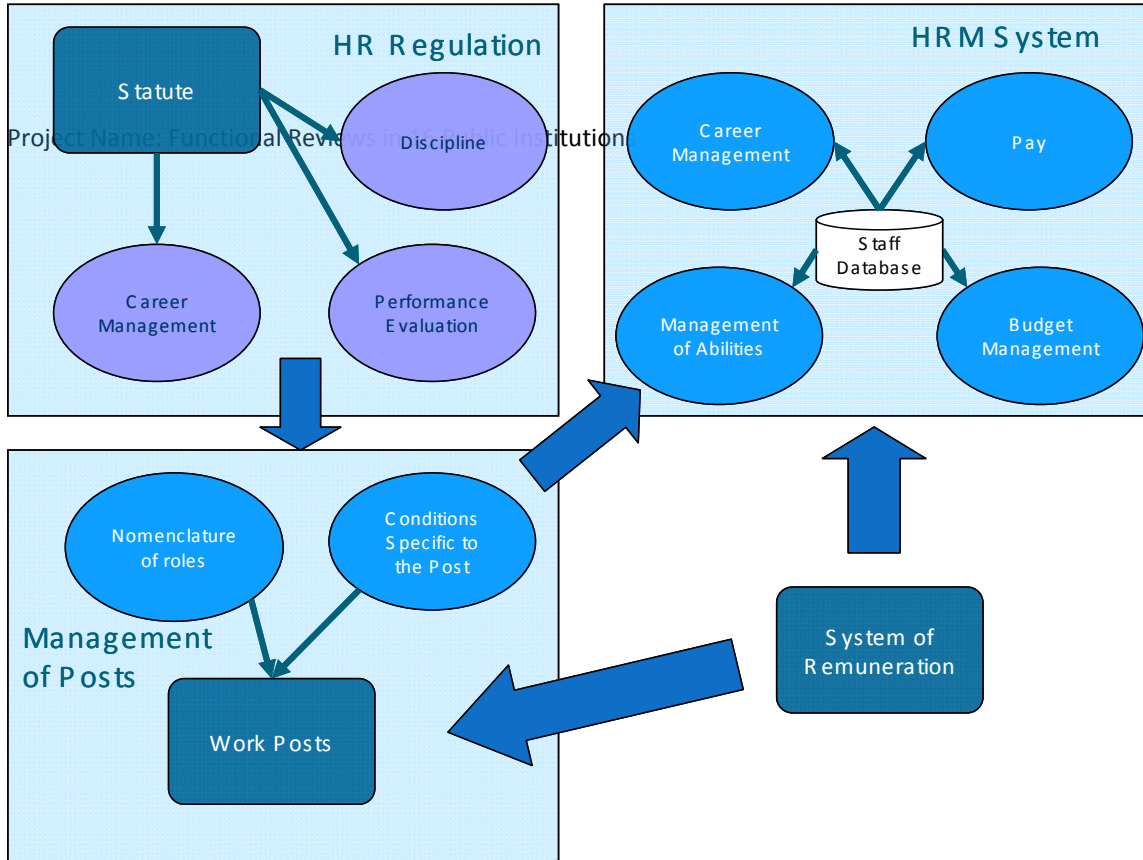 HR Regulation
Statute
Project Name: Functional Reviews in 16 Public Institutions
Discipline
Career
Management
Performance
Evaluation
HRM System
Career
Management
Pay
Staff
Database
Management
of Abilities
Budget
Management
Nomenclature
of roles
Conditions
Specific to
the Post
Management
of Posts
Work Posts
System of
Remuneration